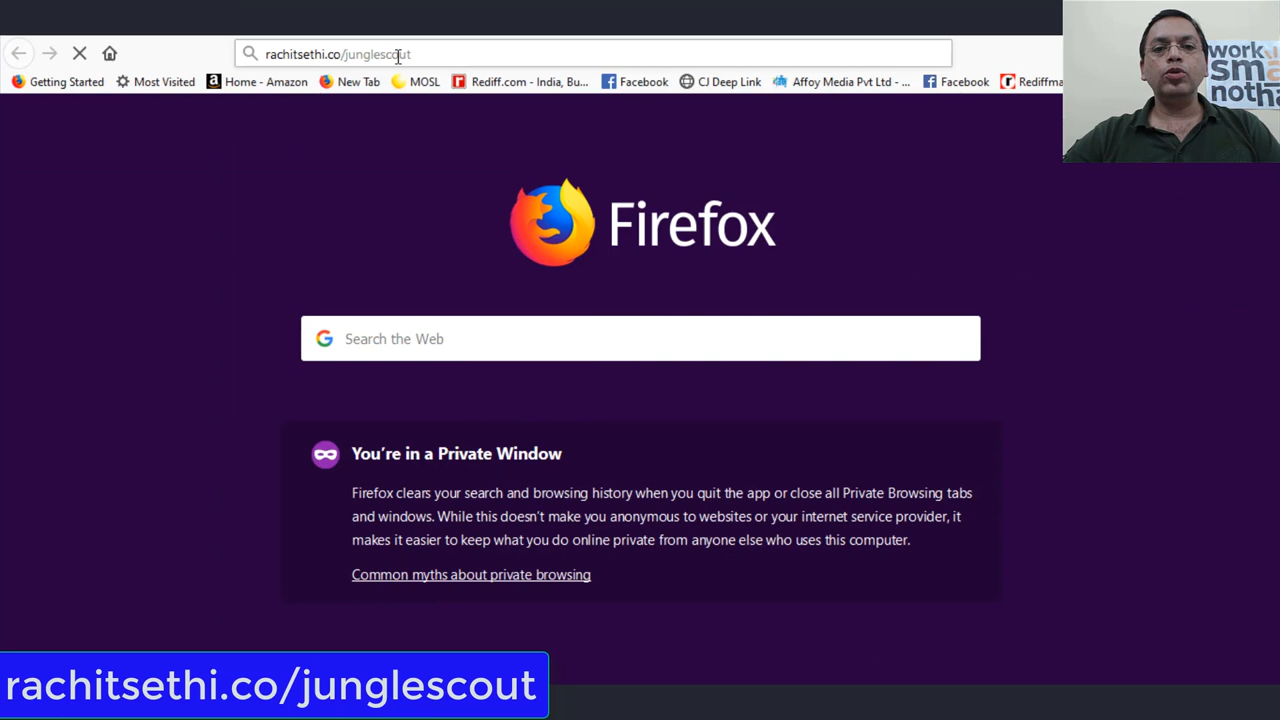 rachitsethi.co/junglescout
Getting Started
Most Visited
Home - Amazon
New Tab
MOSL
Rediff.com - India, Bu...
Facebook
CJ Deep Link
Affoy Media Pvt Ltd - ...
Facebook
Rediffm
work
sma
notha
Firefox
Search the Web
You're in a Private Window
Firefox clears your search and browsing history when you quit the app or close all Private Browsing tabs
and windows. While this doesn't make you anonymous to websites or your internet service provider, it
makes it easier to keep what you do online private from anyone else who uses this computer.
Common myths about private browsing
rachitsethi.co/junglescout